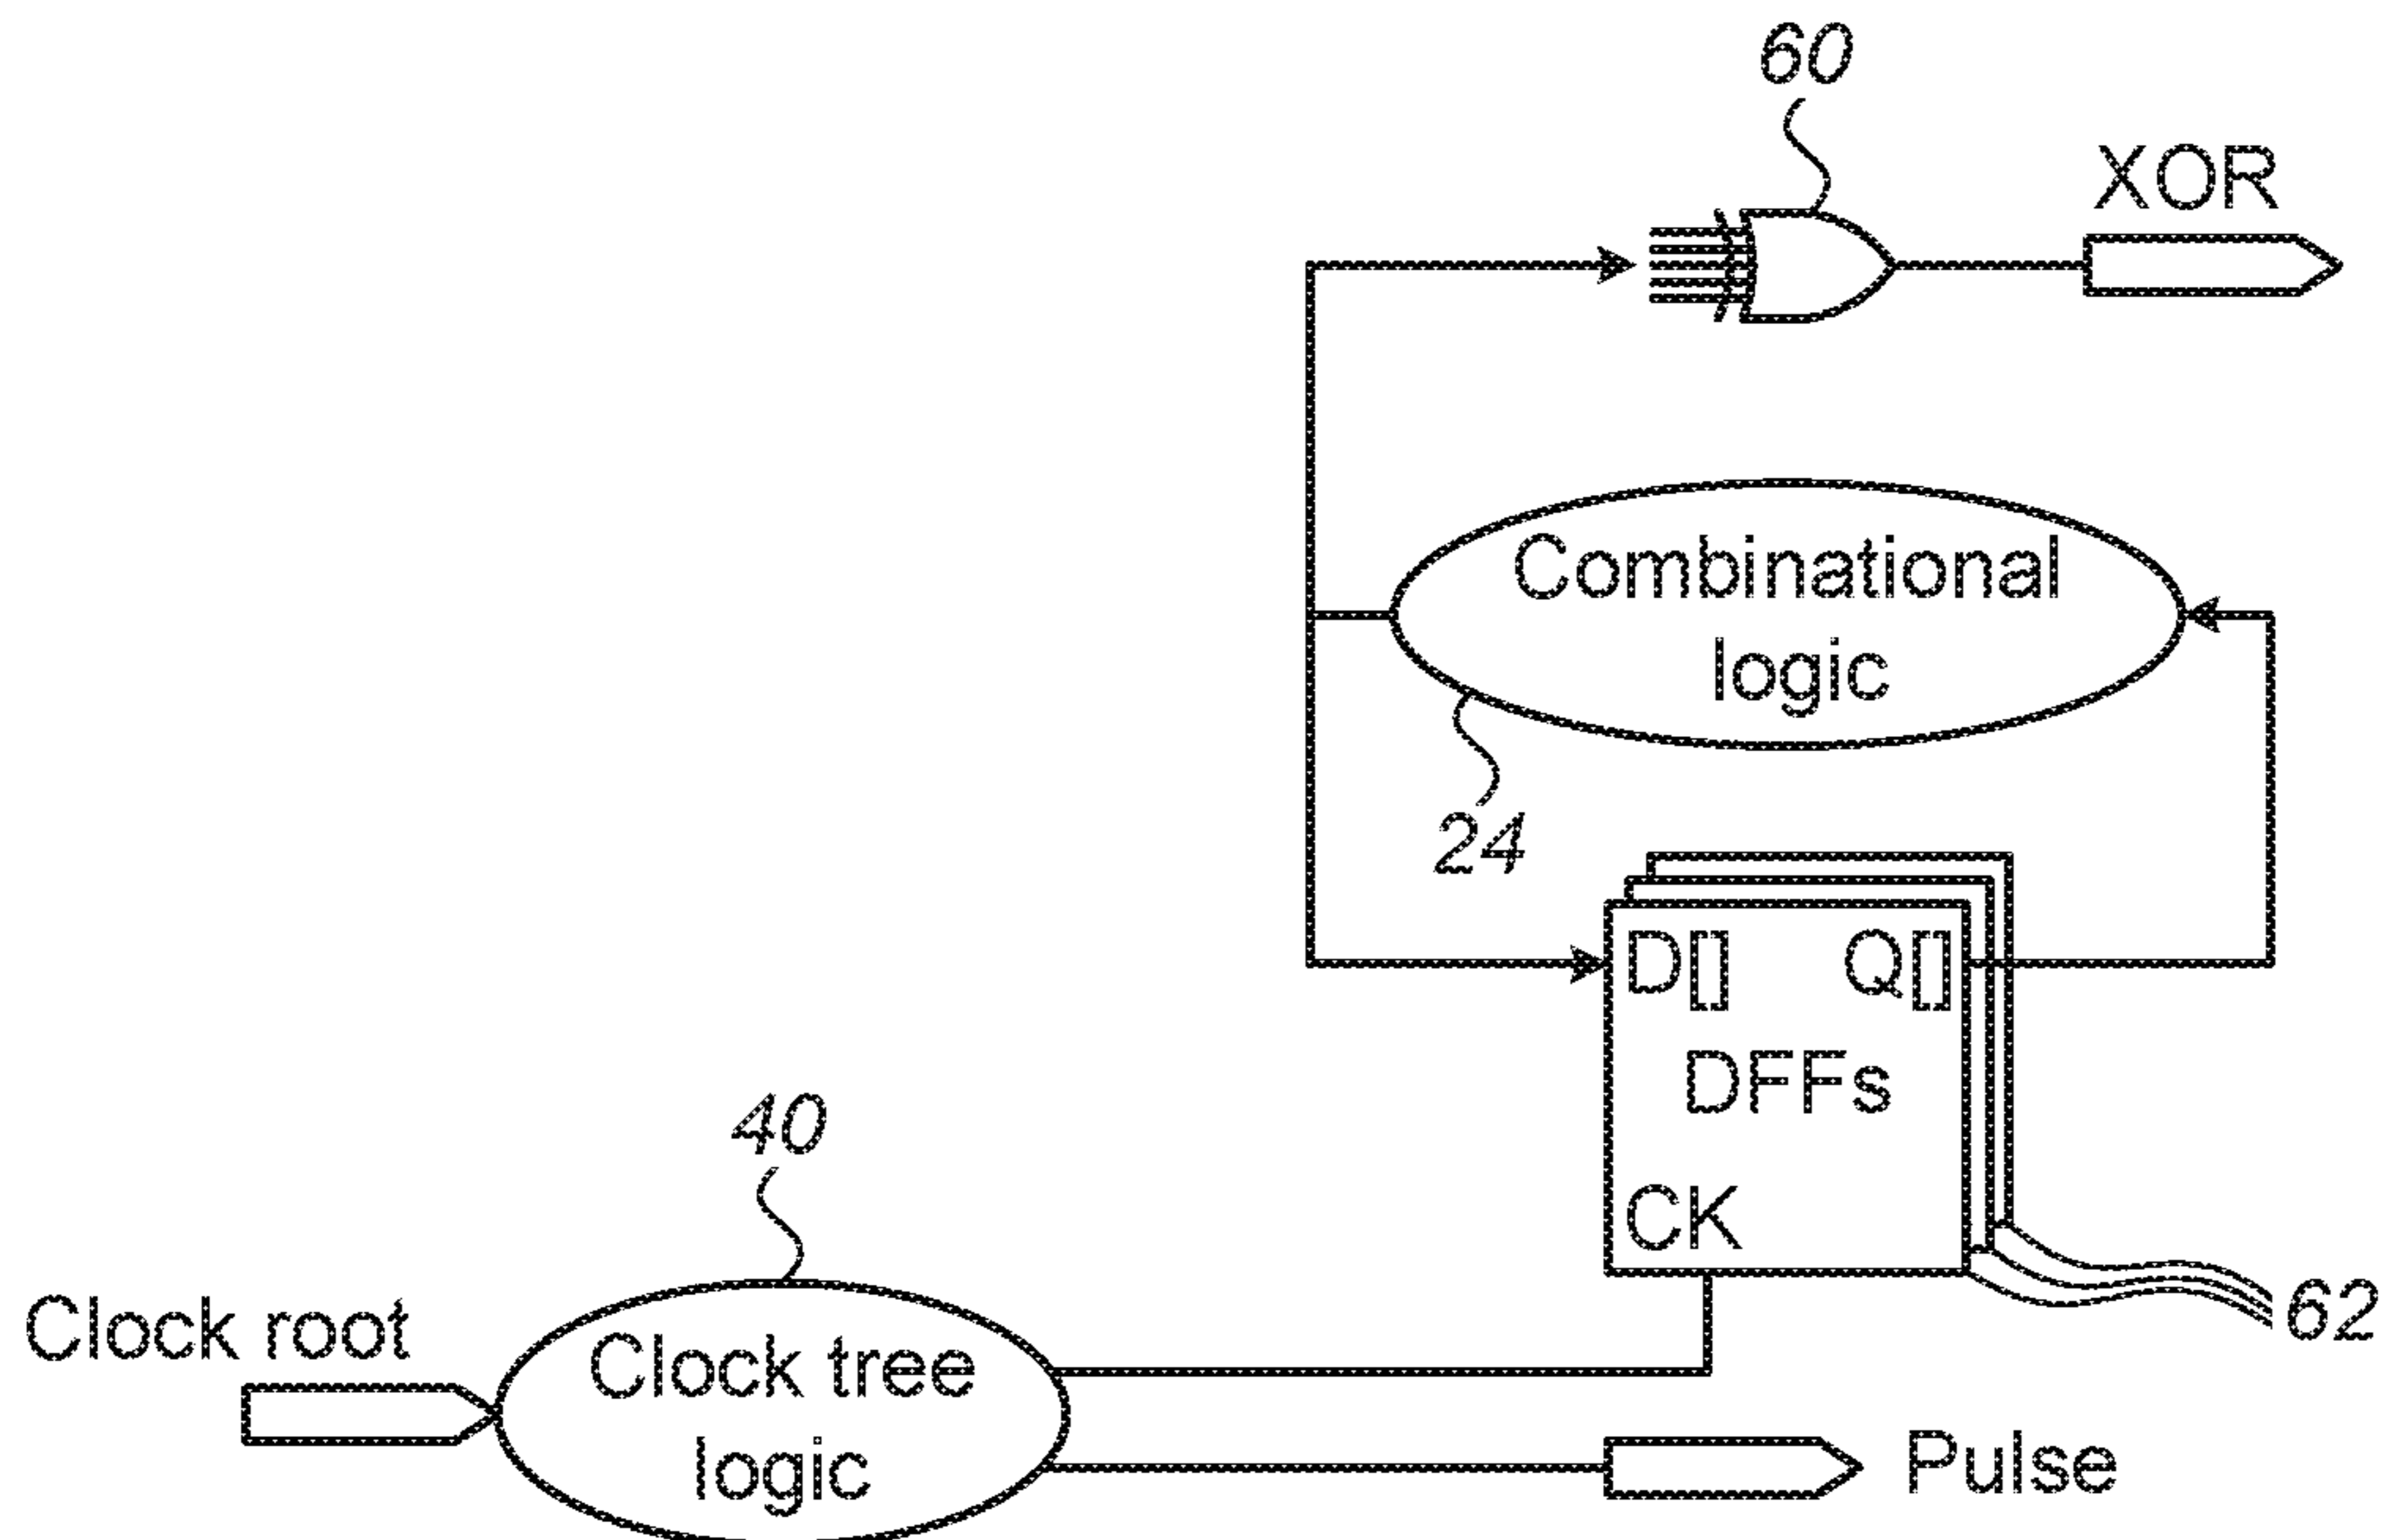 60
XOR
Combinational
logic
24
D[] Q[]
DFFs
CK
62
40
Clock root
Clock tree
logic
Pulse